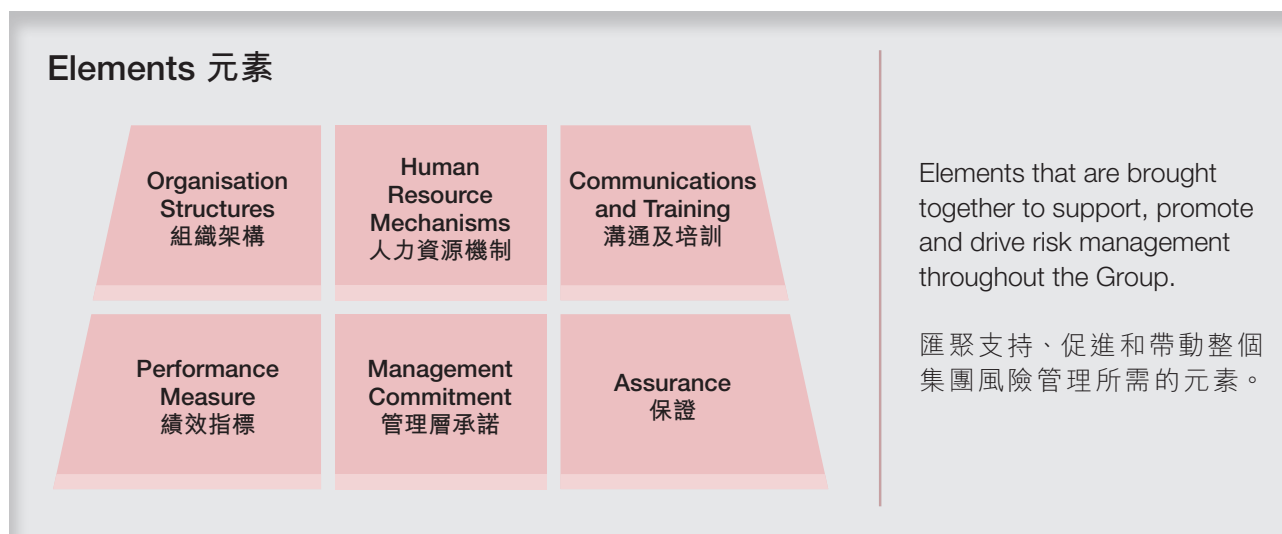 Elements 元素
Organisation
Structures
組織架構
Human
Resource
Mechanisms
人力資源機制
Communications
and Training
溝通及培訓
Performance
Measure
績效指標
Management
Commitment
管理層承諾
Assurance
保證
Elements that are brought
together to support, promote
and drive risk management
throughout the Group.
匯聚支持、促進和帶動整個
集團風險管理所需的元素。